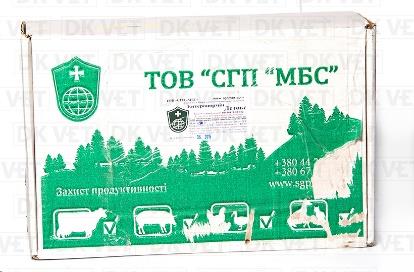 ТОВ "СГП "МБС"
+380 44
+380 67
www.sgp
Захист продуктивності
DK VET